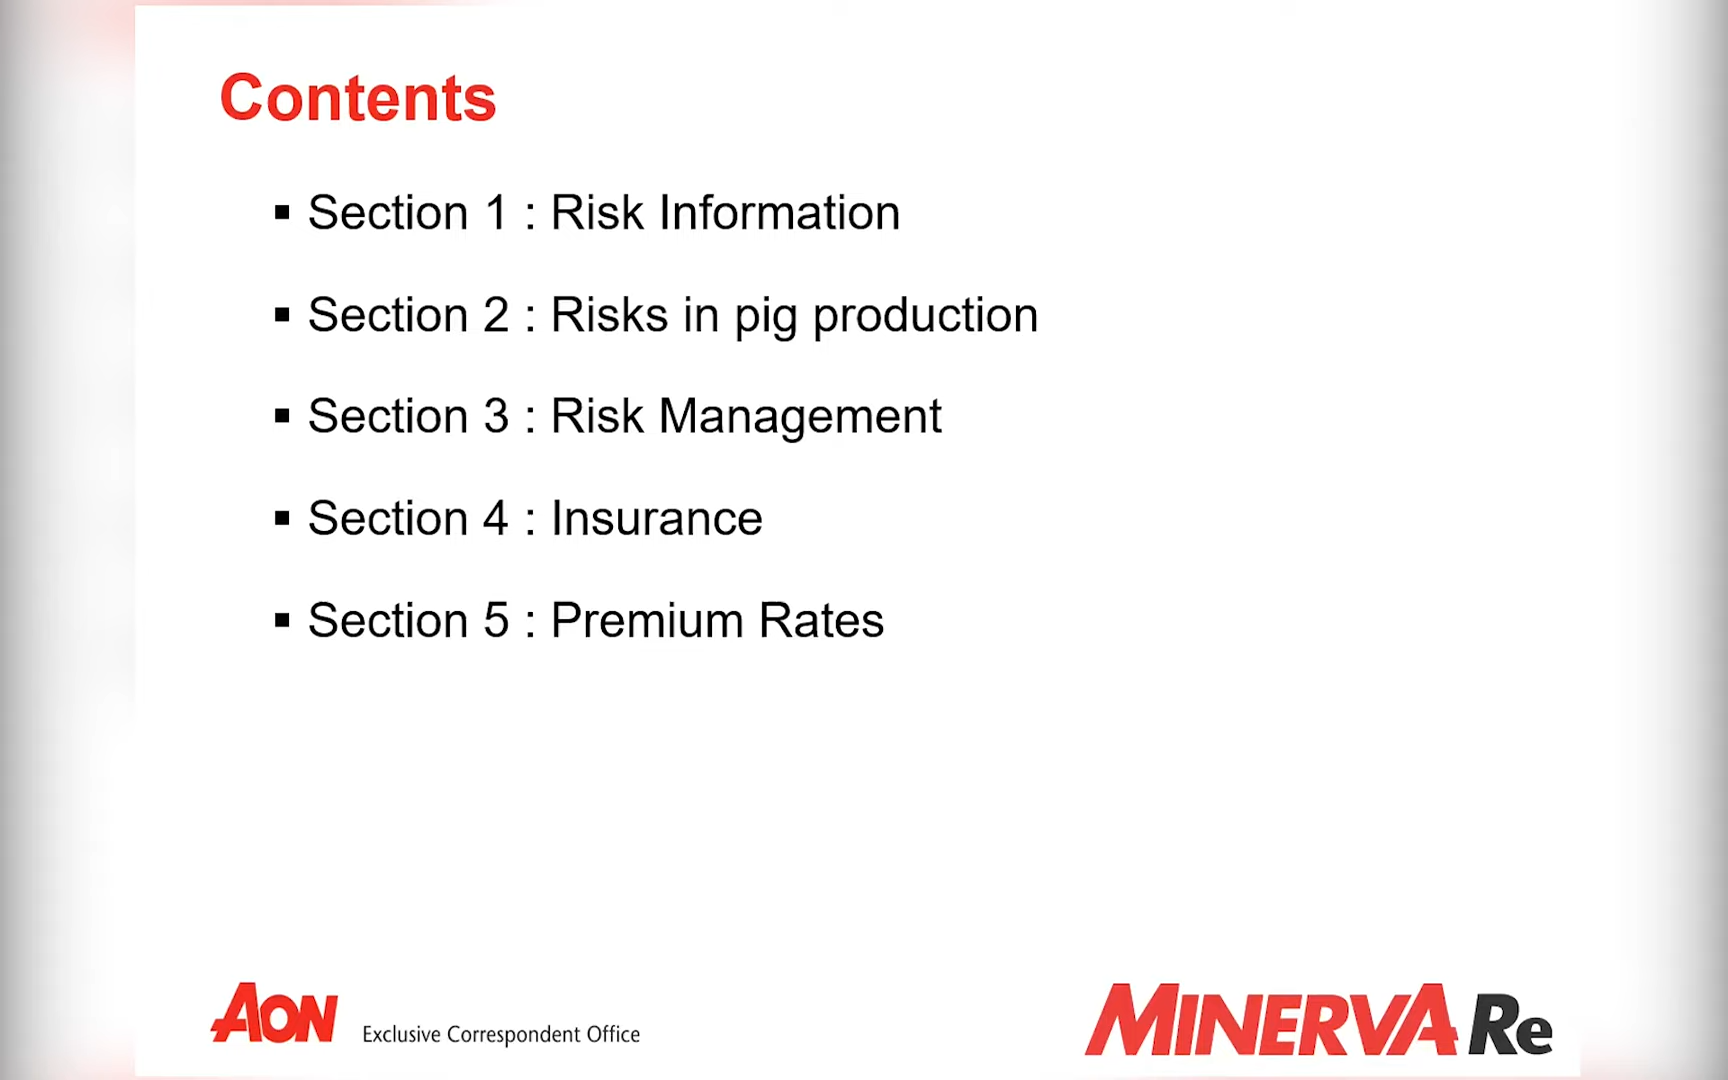 Contents
▪ Section 1 : Risk Information
▪ Section 2 : Risks in pig production
▪ Section 3 : Risk Management
▪ Section 4 : Insurance
▪ Section 5 : Premium Rates
AON Exclusive Correspondent Office
MINERVA Re